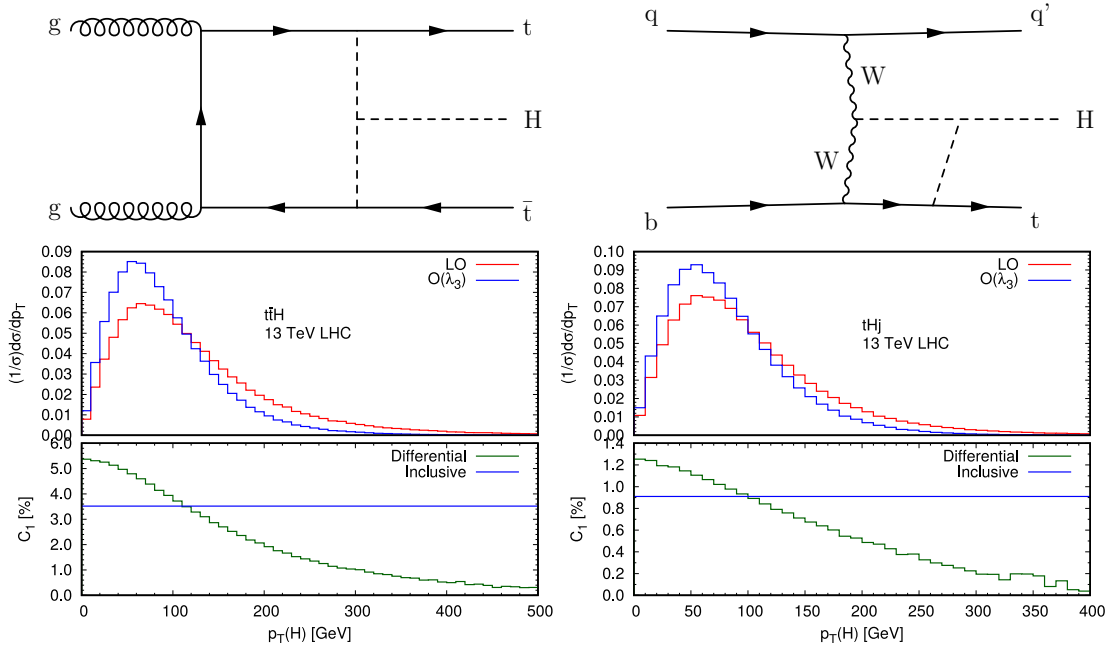 g
t
H
g
t̄
q
q'
W
W
H
b
t
(1/σ)dσ/dp_T
0.09
0.08
0.07
0.06
0.05
0.04
0.03
0.02
0.01
0.00
LO
O(λ₃)
tt̄H
13 TeV LHC
C₁ [%]
6.0
5.0
4.0
3.0
2.0
1.0
0.0
Differential
Inclusive
0
100
200
300
400
500
p_T(H) [GeV]
(1/σ)dσ/dp_T
0.10
0.09
0.08
0.07
0.06
0.05
0.04
0.03
0.02
0.01
0.00
LO
O(λ₃)
tHj
13 TeV LHC
C₁ [%]
1.4
1.2
1.0
0.8
0.6
0.4
0.2
0.0
Differential
Inclusive
0
50
100
150
200
250
300
350
400
p_T(H) [GeV]